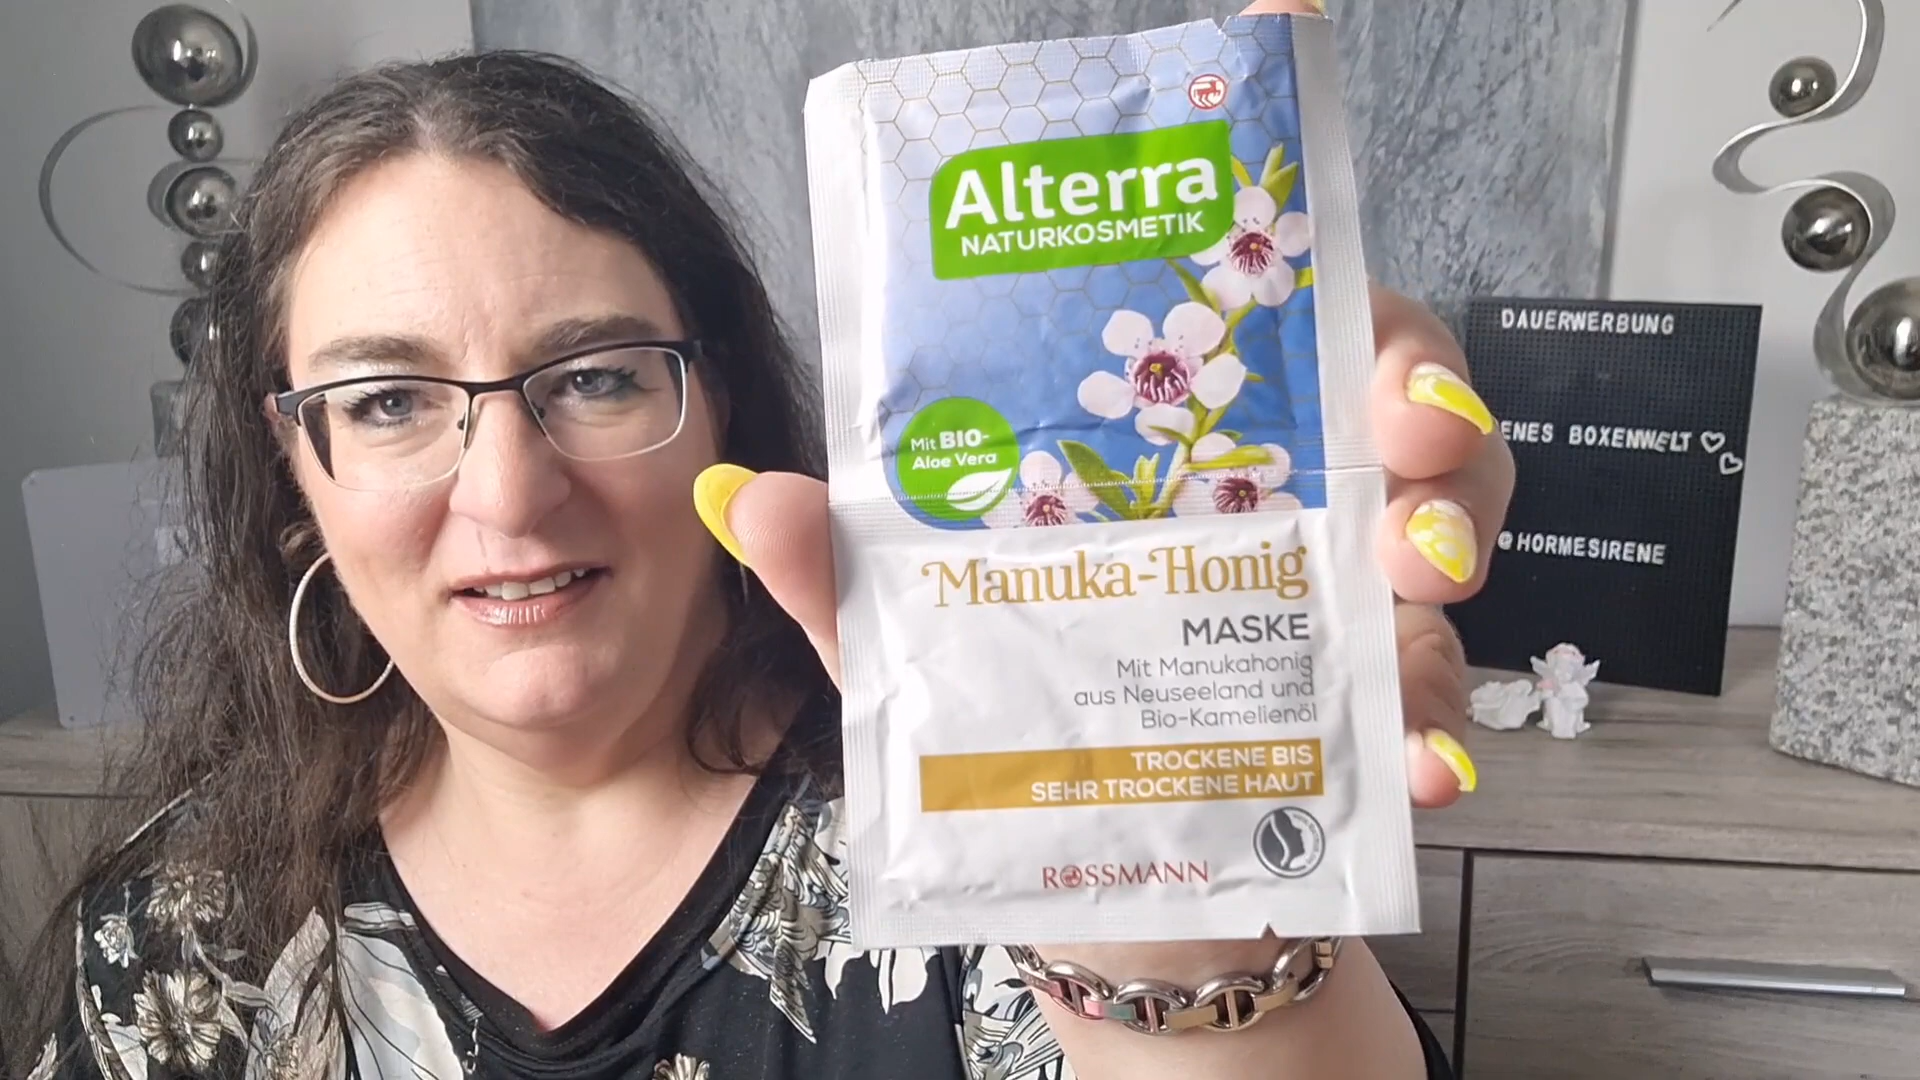 Alterra
NATURKOSMETIK
Mit BIO-
Aloe Vera
Manuka-Honig
MASKE
Mit Manukahonig
aus Neuseeland und
Bio-Kamelienöl
TROCKENE BIS
SEHR TROCKENE HAUT
ROSSMANN
DAUERWERBUNG
ENES BOXENWELT
@HORMESIRENE